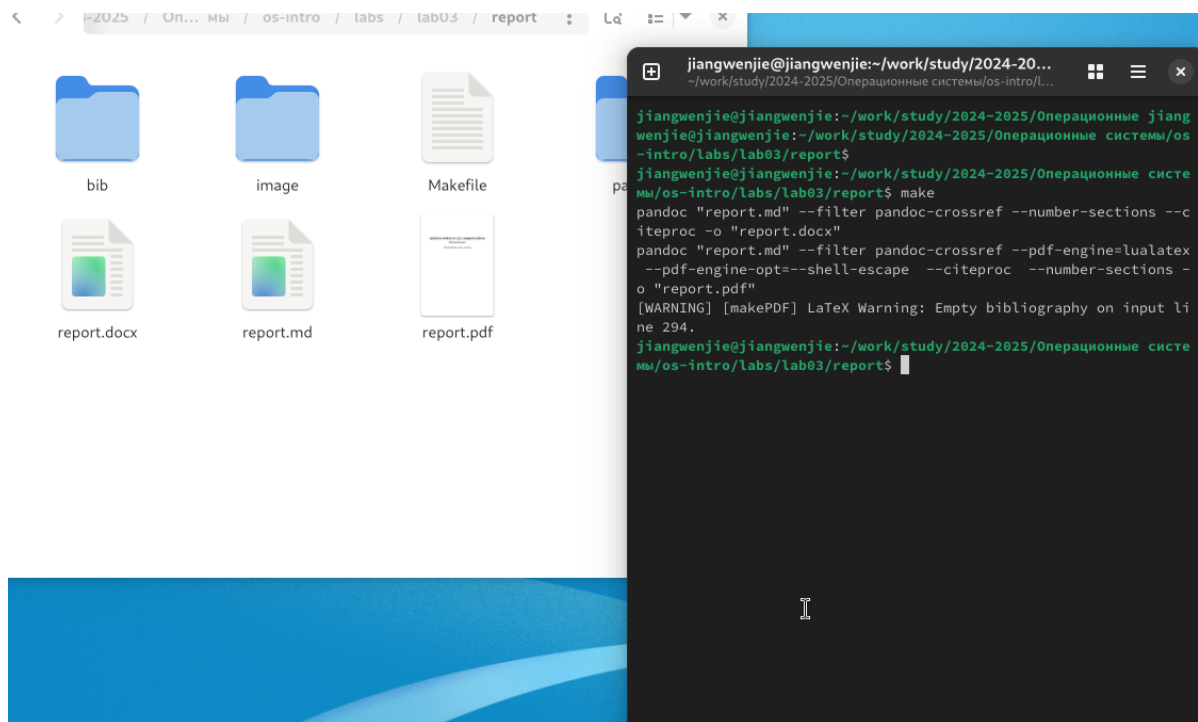 -2025 / Оп… мы / os-intro / labs / lab03 / report
bib
image
Makefile
pa
report.docx
report.md
report.pdf
jiangwenjie@jiangwenjie:~/work/study/2024-20...
~/work/study/2024-2025/Операционные системы/os-intro/l...
jiangwenjie@jiangwenjie:~/work/study/2024-2025/Операционные jiang
wenjie@jiangwenjie:~/work/study/2024-2025/Операционные системы/os
-intro/labs/lab03/report$
jiangwenjie@jiangwenjie:~/work/study/2024-2025/Операционные систе
мы/os-intro/labs/lab03/report$ make
pandoc "report.md" --filter pandoc-crossref --number-sections --c
iteproc -o "report.docx"
pandoc "report.md" --filter pandoc-crossref --pdf-engine=lualatex
 --pdf-engine-opt=--shell-escape  --citeproc  --number-sections -
o "report.pdf"
[WARNING] [makePDF] LaTeX Warning: Empty bibliography on input li
ne 294.
jiangwenjie@jiangwenjie:~/work/study/2024-2025/Операционные систе
мы/os-intro/labs/lab03/report$